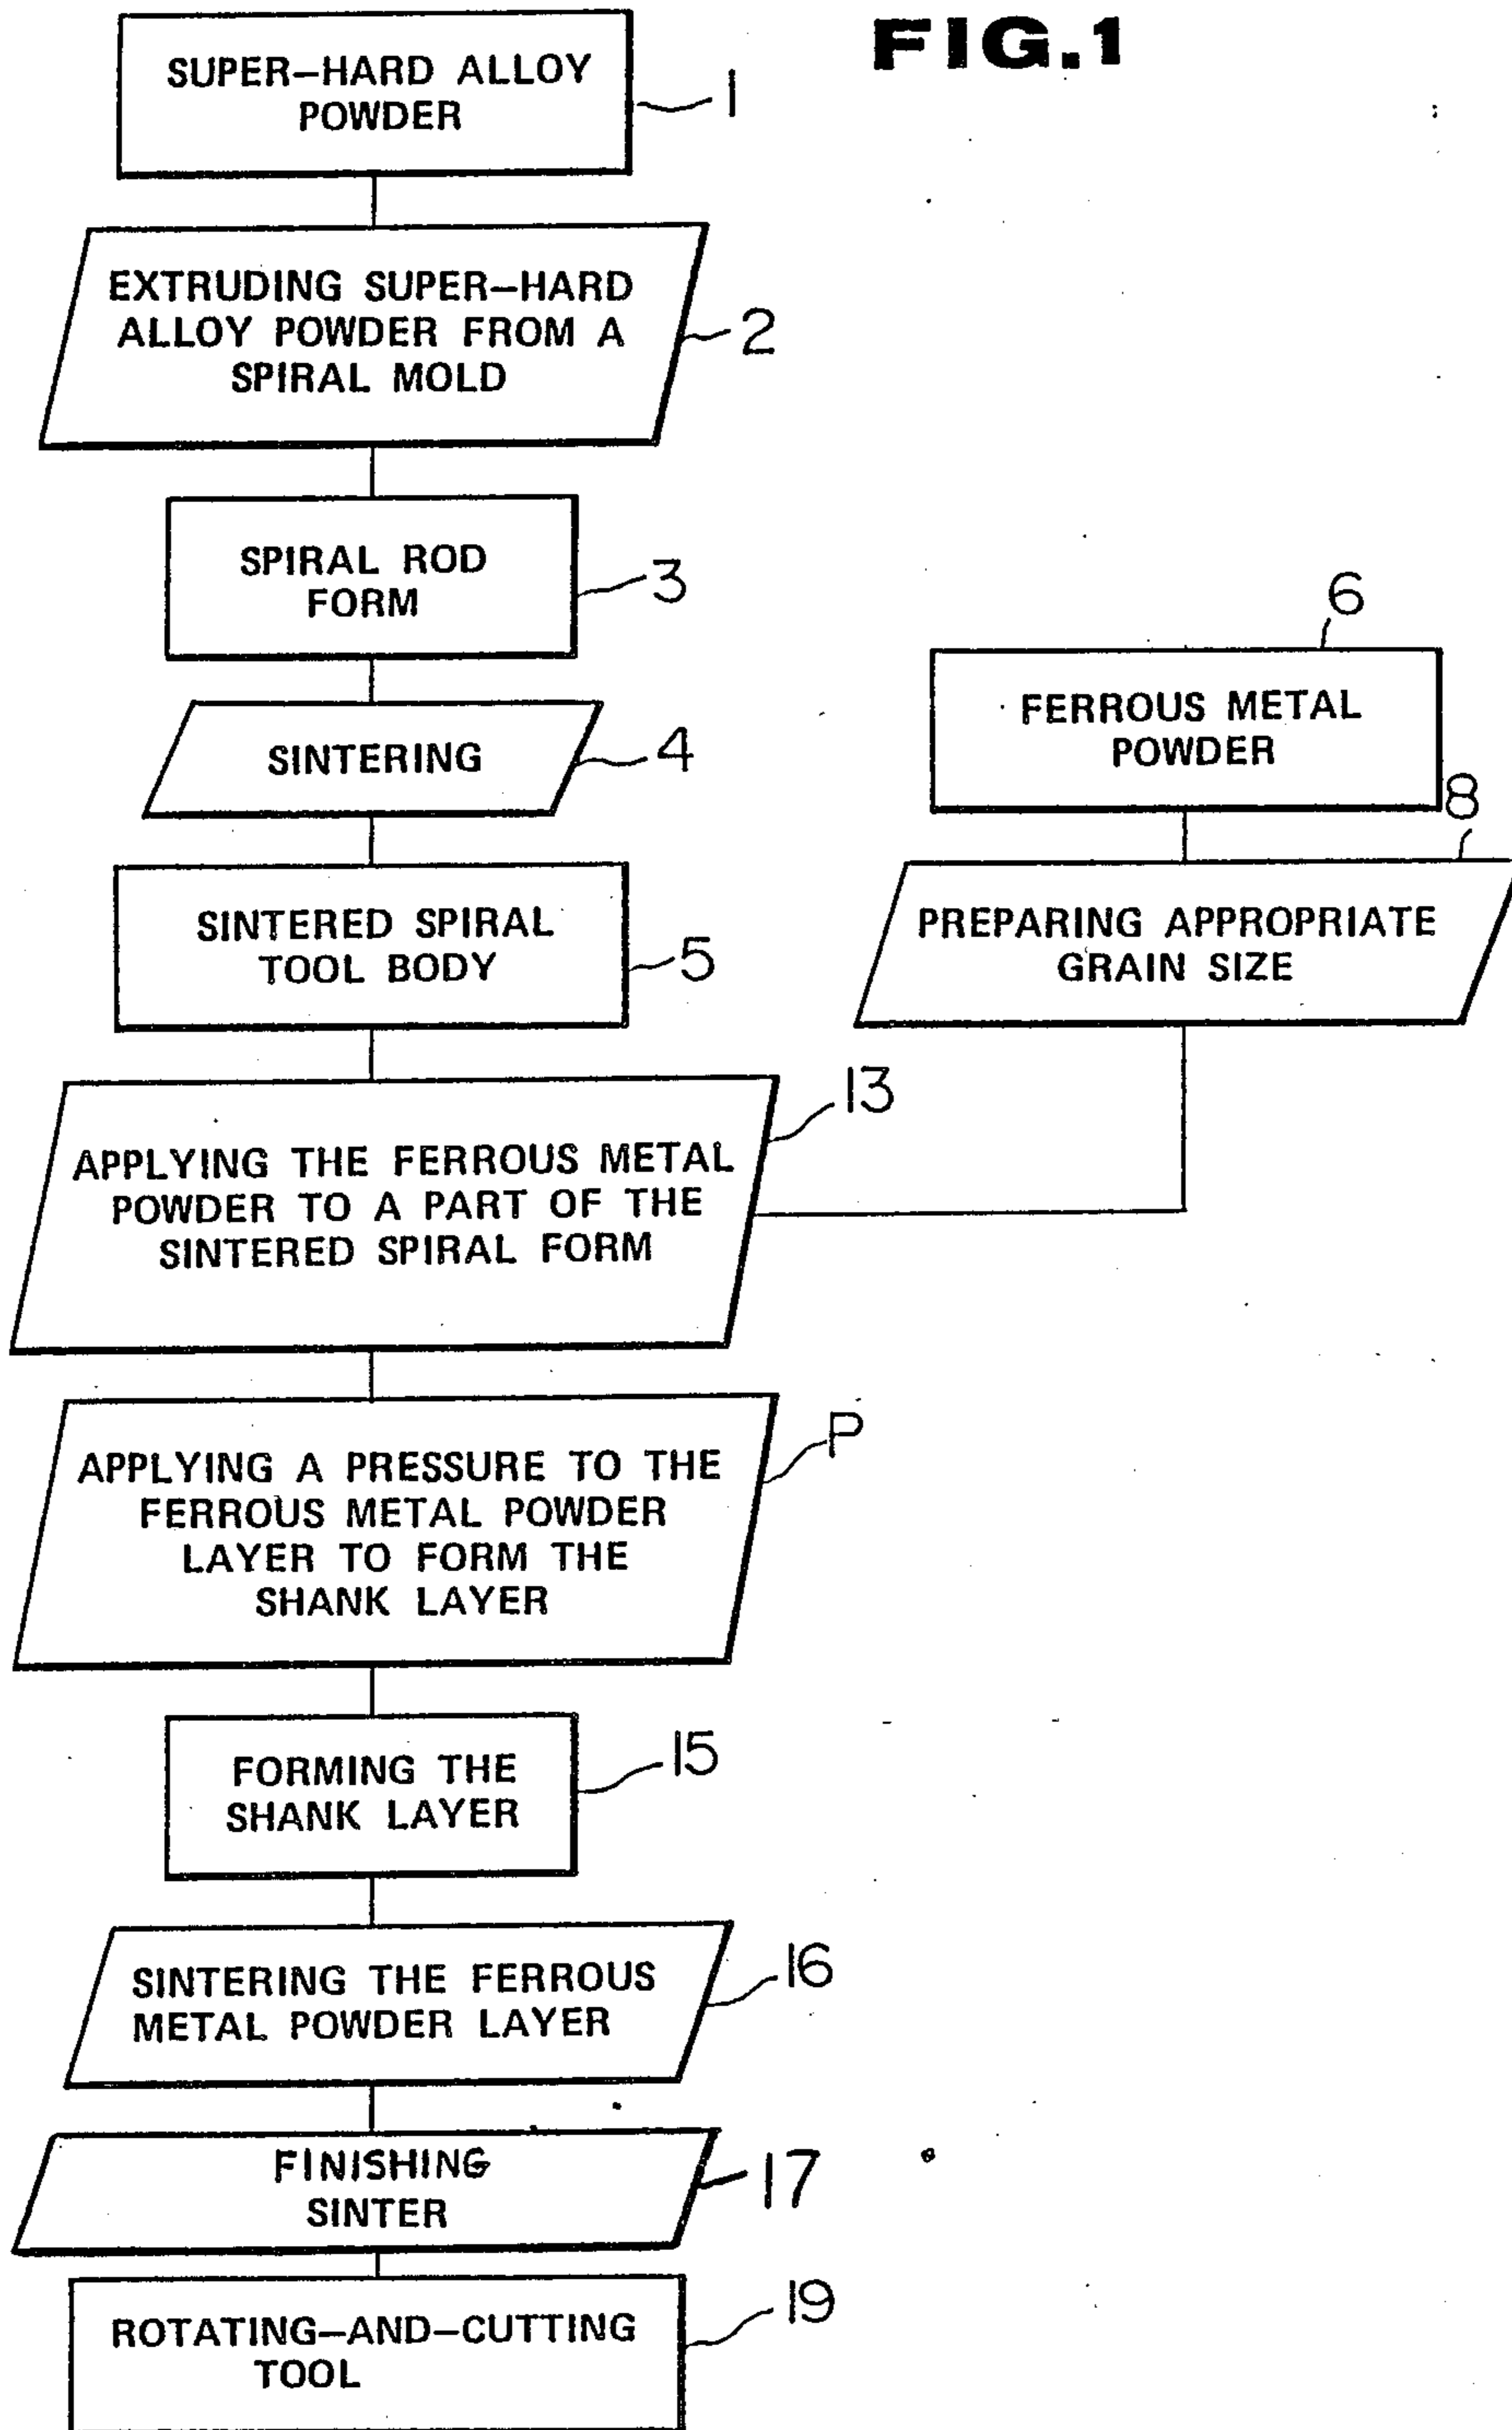 FIG.1
SUPER-HARD ALLOY
POWDER
1
EXTRUDING SUPER-HARD
ALLOY POWDER FROM A
SPIRAL MOLD
2
SPIRAL ROD
FORM
3
SINTERING
4
SINTERED SPIRAL
TOOL BODY
5
6
FERROUS METAL
POWDER
8
PREPARING APPROPRIATE
GRAIN SIZE
13
APPLYING THE FERROUS METAL
POWDER TO A PART OF THE
SINTERED SPIRAL FORM
P
APPLYING A PRESSURE TO THE
FERROUS METAL POWDER
LAYER TO FORM THE
SHANK LAYER
FORMING THE
SHANK LAYER
15
SINTERING THE FERROUS
METAL POWDER LAYER
16
FINISHING
SINTER
17
ROTATING-AND-CUTTING
TOOL
19